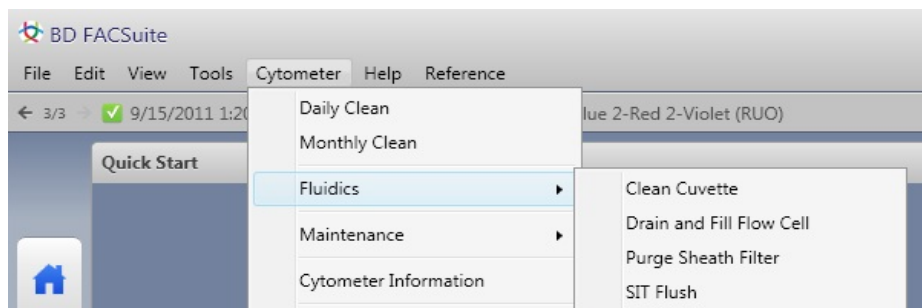 BD FACSuite
File Edit View Tools Cytometer Help Reference
3/3 9/15/2011 1:20 lue 2-Red 2-Violet (RUO)
Daily Clean
Monthly Clean
Quick Start
Fluidics
Clean Cuvette
Drain and Fill Flow Cell
Maintenance
Purge Sheath Filter
Cytometer Information
SIT Flush